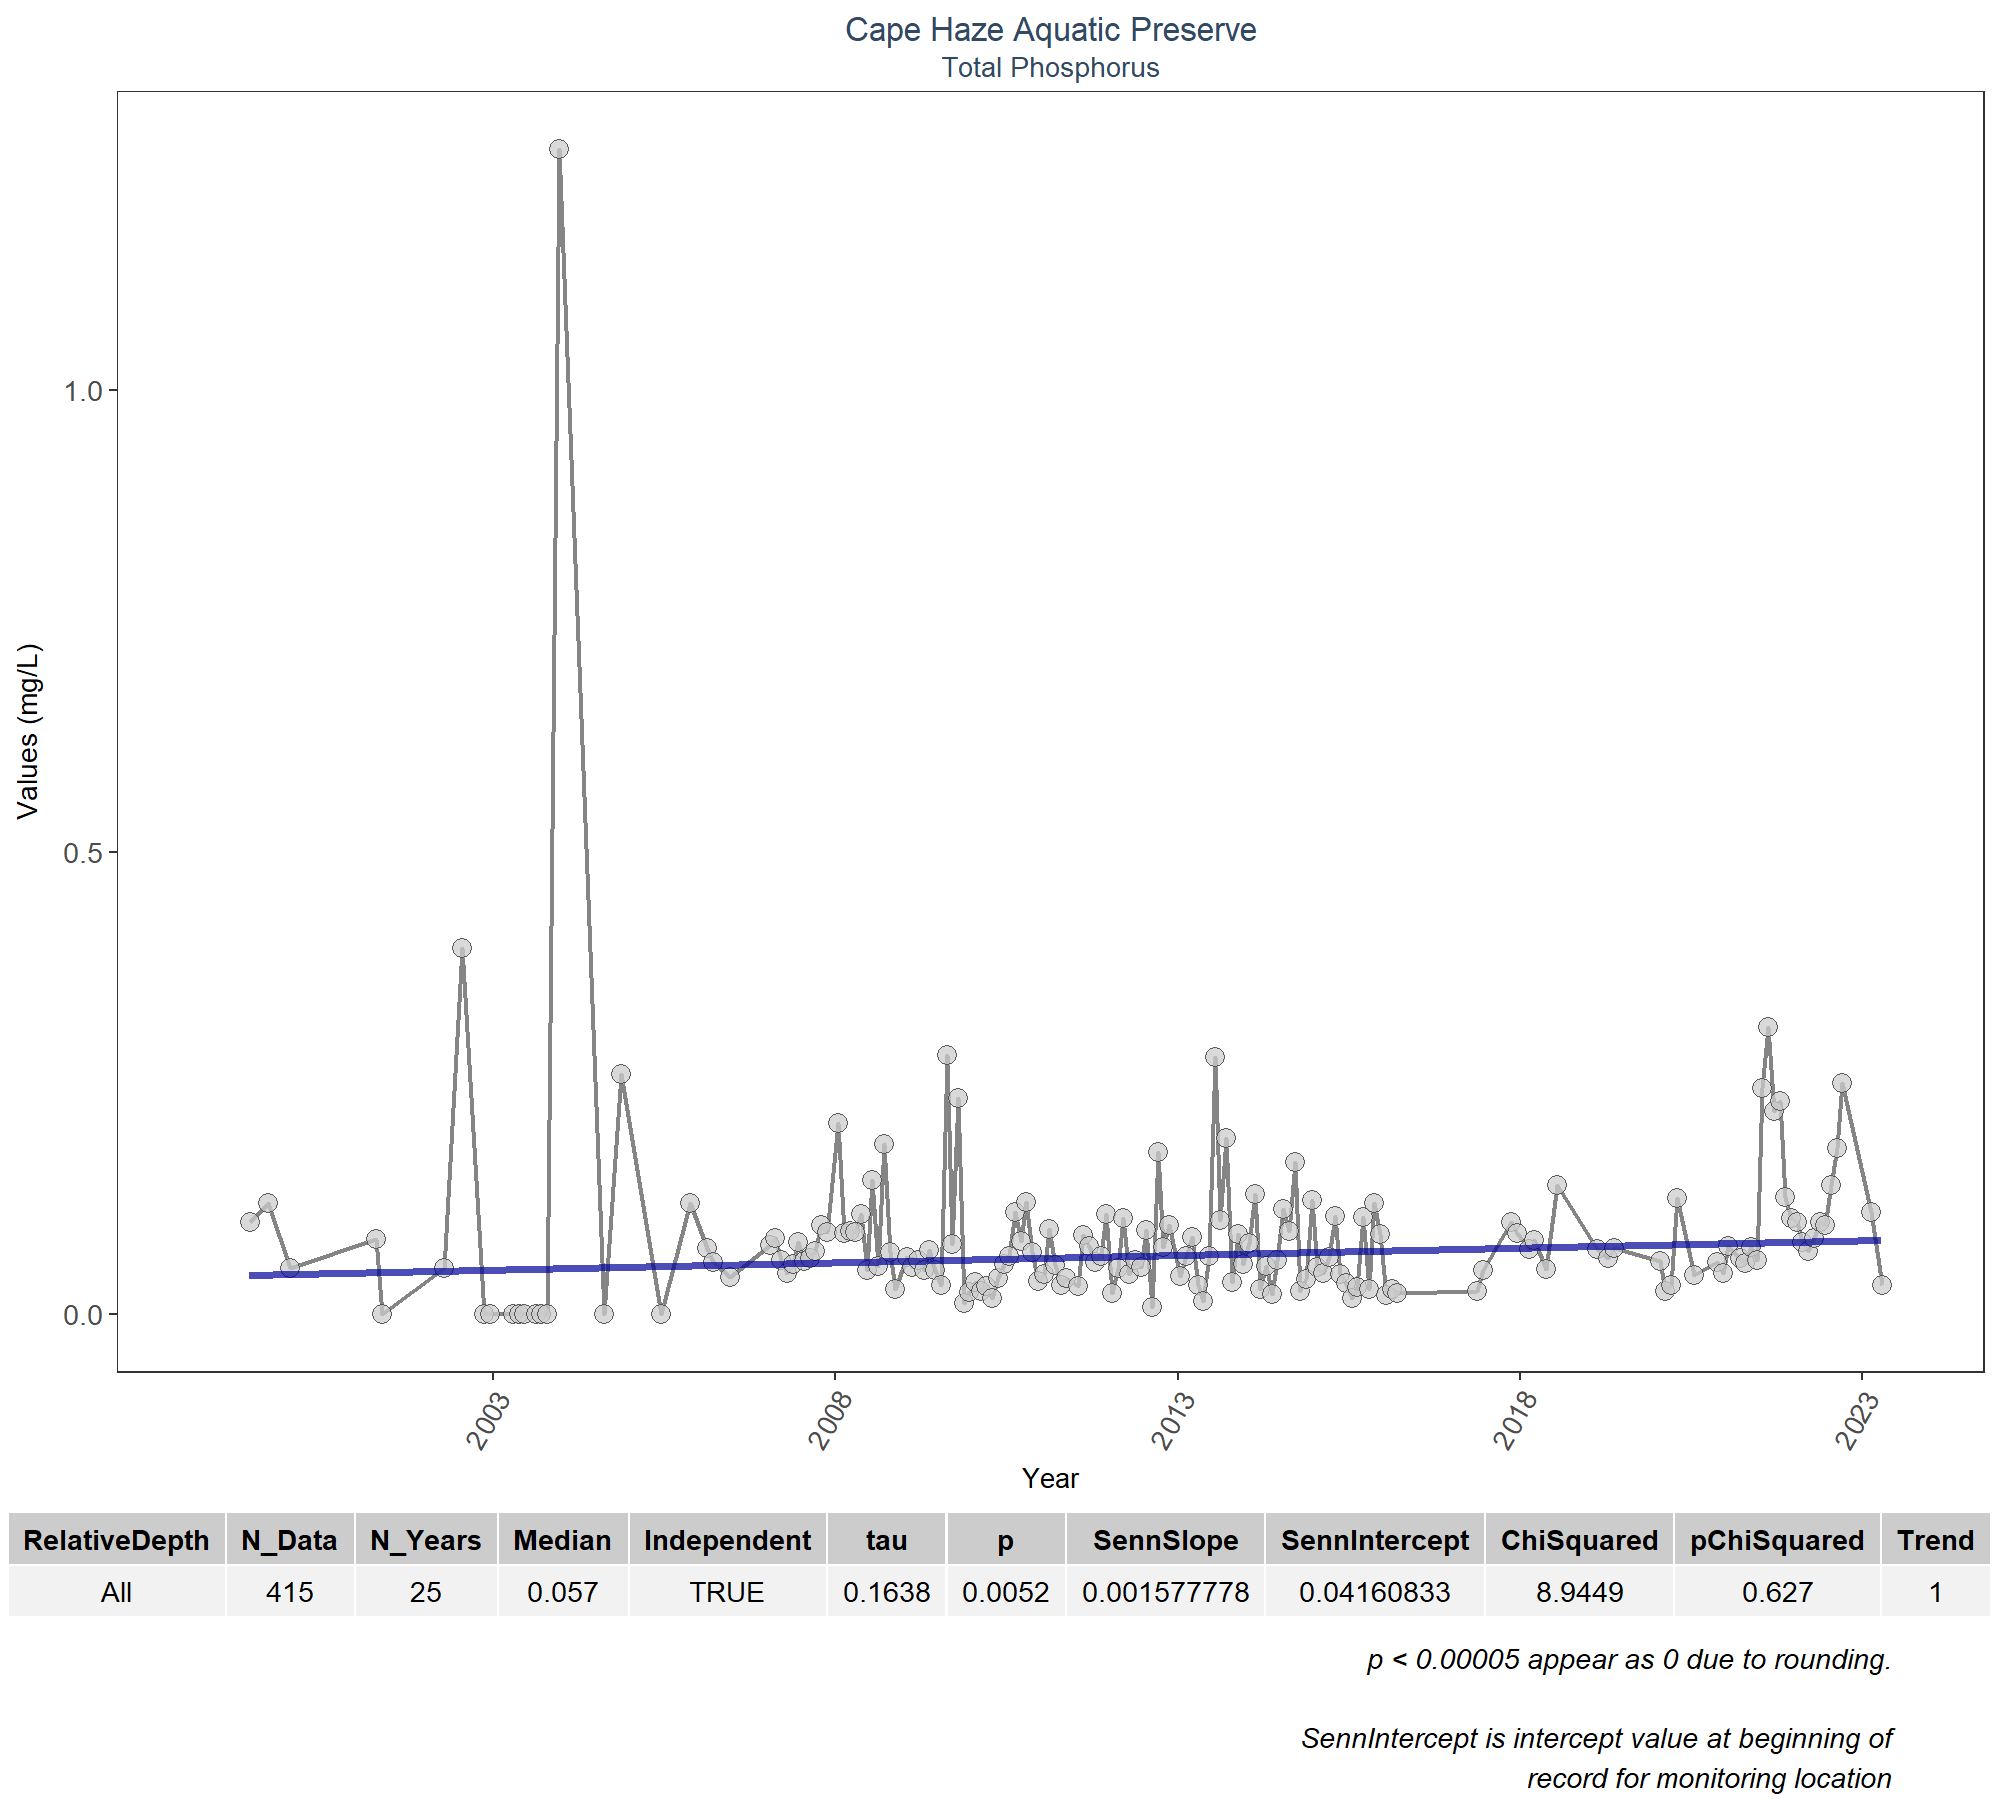 Cape Haze Aquatic Preserve
Total Phosphorus
Values (mg/L)
1.0
0.5
0.0
2003
2008
2013
2018
2023
Year
RelativeDepth N_Data N_Years Median Independent tau p SennSlope SennIntercept ChiSquared pChiSquared Trend
All 415 25 0.057 TRUE 0.1638 0.0052 0.001577778 0.04160833 8.9449 0.627 1
p < 0.00005 appear as 0 due to rounding.
SennIntercept is intercept value at beginning of
record for monitoring location